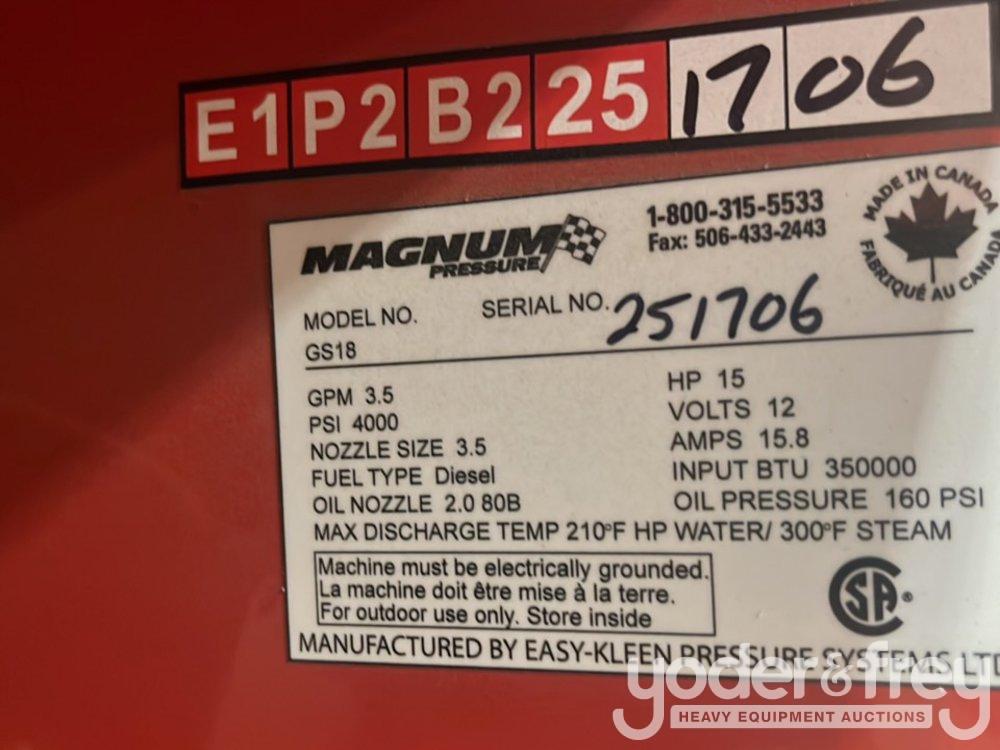 E1P2B2251706
MAGNUM PRESSURE
1-800-315-5533
Fax: 506-433-2443
MADE IN CANADA
FABRIQUÉ AU CANADA
MODEL NO.
GS18
SERIAL NO. 251706
GPM 3.5
PSI 4000
NOZZLE SIZE 3.5
FUEL TYPE Diesel
OIL NOZZLE 2.0 80B
HP 15
VOLTS 12
AMPS 15.8
INPUT BTU 350000
OIL PRESSURE 160 PSI
MAX DISCHARGE TEMP 210°F HP WATER/ 300°F STEAM
Machine must be electrically grounded.
La machine doit être mise à la terre.
For outdoor use only. Store inside
CSA®
MANUFACTURED BY EASY-KLEEN PRESSURE SYSTEMS LTD
yoder&frey
HEAVY EQUIPMENT AUCTIONS